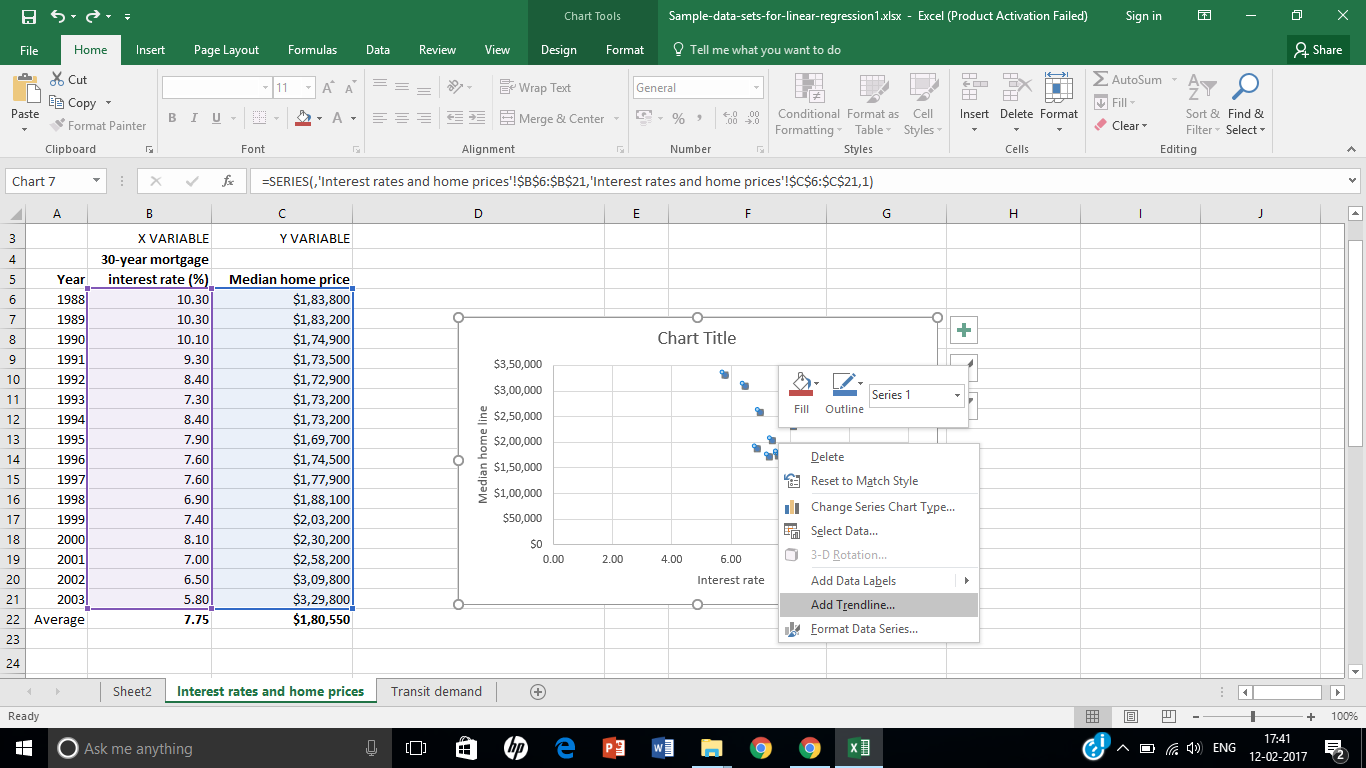 Chart Tools
Sample-data-sets-for-linear-regression1.xlsx - Excel (Product Activation Failed)
Sign in
File Home Insert Page Layout Formulas Data Review View Design Format Tell me what you want to do Share
Paste
Cut
Copy
Format Painter
Clipboard
11
A A
B I U A
Font
Wrap Text
Merge & Center
Alignment
General
% ,
Number
Conditional Formatting
Format as Table
Cell Styles
Styles
Insert Delete Format
Cells
AutoSum
Fill
Clear
Sort & Filter
Find & Select
Editing
Chart 7 fx =SERIES(,'Interest rates and home prices'!$B$6:$B$21,'Interest rates and home prices'!$C$6:$C$21,1)
A B C D E F G H I J
3 X VARIABLE Y VARIABLE
4 30-year mortgage
5 Year interest rate (%) Median home price
6 1988 10.30 $1,83,800
7 1989 10.30 $1,83,200
8 1990 10.10 $1,74,900
9 1991 9.30 $1,73,500
10 1992 8.40 $1,72,900
11 1993 7.30 $1,73,200
12 1994 8.40 $1,73,200
13 1995 7.90 $1,69,700
14 1996 7.60 $1,74,500
15 1997 7.60 $1,77,900
16 1998 6.90 $1,88,100
17 1999 7.40 $2,03,200
18 2000 8.10 $2,30,200
19 2001 7.00 $2,58,200
20 2002 6.50 $3,09,800
21 2003 5.80 $3,29,800
22 Average 7.75 $1,80,550
23
24
Chart Title
Median home line
$3,50,000
$3,00,000
$2,50,000
$2,00,000
$1,50,000
$1,00,000
$50,000
$0
0.00 2.00 4.00 6.00
Interest rate
Fill Outline Series 1
Delete
Reset to Match Style
Change Series Chart Type...
Select Data...
3-D Rotation...
Add Data Labels
Add Trendline...
Format Data Series...
Sheet2 Interest rates and home prices Transit demand
Ready 100%
Ask me anything
ENG
17:41
12-02-2017
2